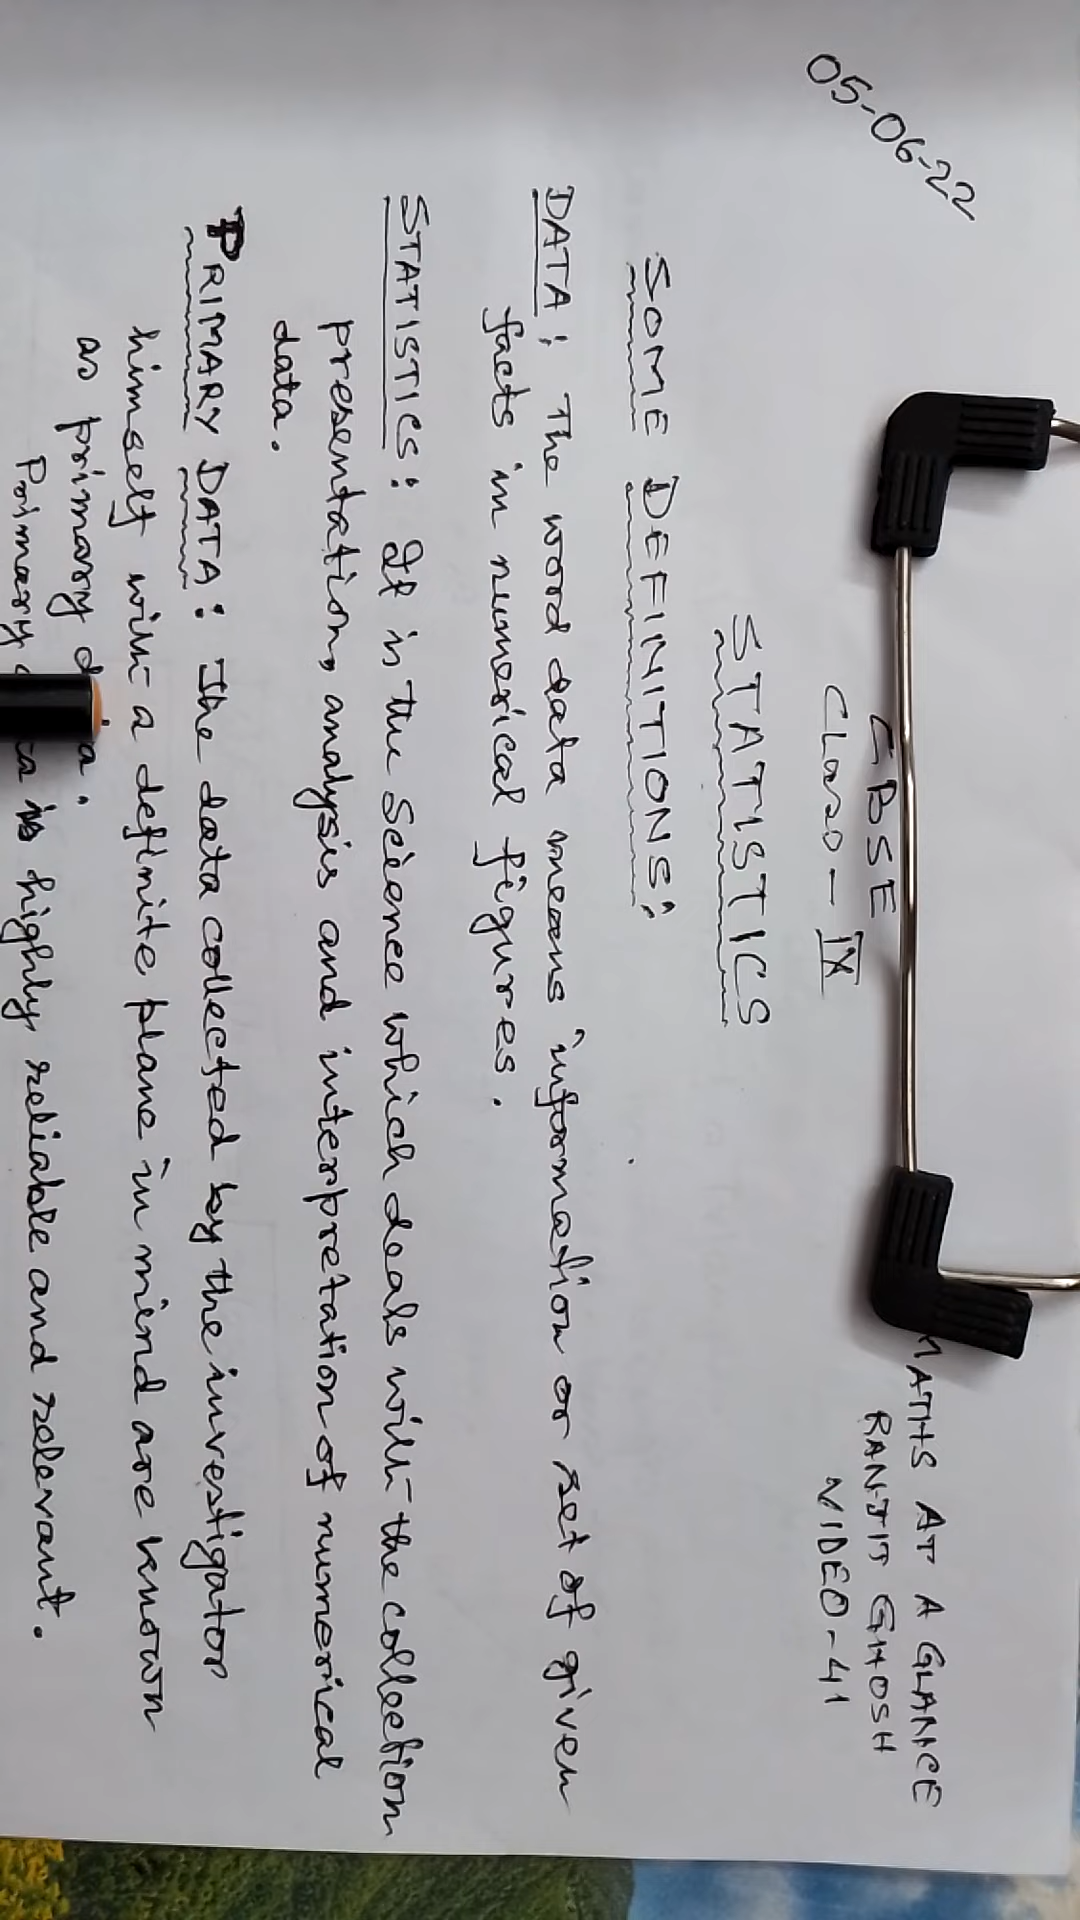 05-06-22
MATHS AT A GLANCE
CBSE
RANJIT GHOSH
Class - IX
VIDEO - 41
STATISTICS
SOME DEFINITIONS:
DATA: The word data means information or set of given
facts in numerical figures.
STATISTICS: It is the Science which deals with the collection
presentation, analysis and interpretation of numerical
data.
PRIMARY DATA: The data collected by the investigator
himself with a definite plane in mind are known
as primary
Primary is highly reliable and relevant.